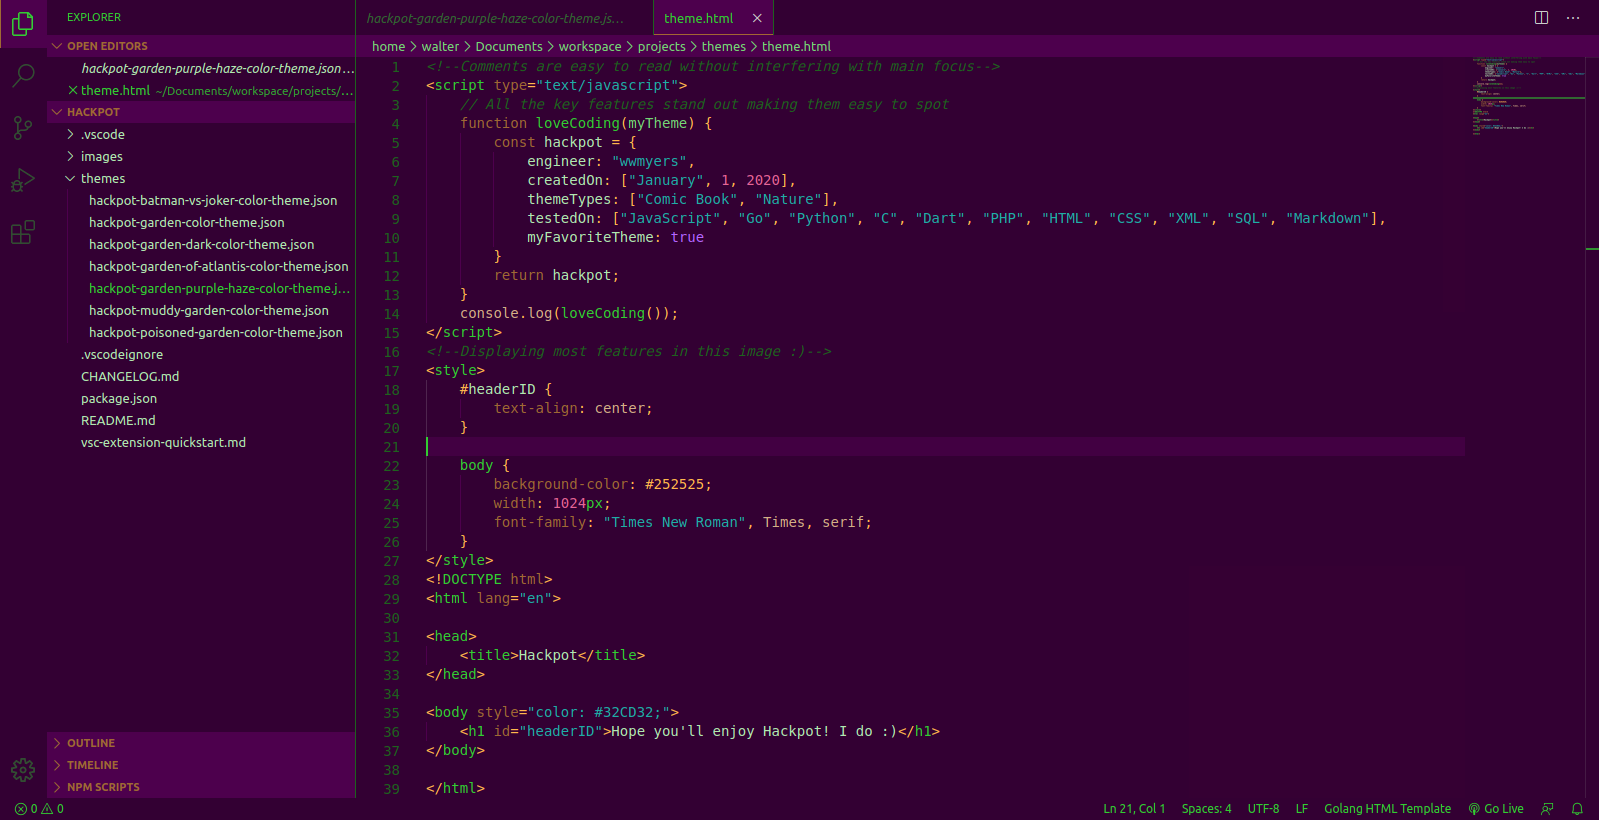 EXPLORER
OPEN EDITORS
hackpot-garden-purple-haze-color-theme.json...
theme.html ~/Documents/workspace/projects/...
HACKPOT
.vscode
images
themes
hackpot-batman-vs-joker-color-theme.json
hackpot-garden-color-theme.json
hackpot-garden-dark-color-theme.json
hackpot-garden-of-atlantis-color-theme.json
hackpot-garden-purple-haze-color-theme.j...
hackpot-muddy-garden-color-theme.json
hackpot-poisoned-garden-color-theme.json
.vscodeignore
CHANGELOG.md
package.json
README.md
vsc-extension-quickstart.md
OUTLINE
TIMELINE
NPM SCRIPTS
hackpot-garden-purple-haze-color-theme.js... theme.html
home > walter > Documents > workspace > projects > themes > theme.html
1 <!--Comments are easy to read without interfering with main focus-->
2 <script type="text/javascript">
3     // All the key features stand out making them easy to spot
4     function loveCoding(myTheme) {
5         const hackpot = {
6             engineer: "wwmyers",
7             createdOn: ["January", 1, 2020],
8             themeTypes: ["Comic Book", "Nature"],
9             testedOn: ["JavaScript", "Go", "Python", "C", "Dart", "PHP", "HTML", "CSS", "XML", "SQL", "Markdown"],
10             myFavoriteTheme: true
11         }
12         return hackpot;
13     }
14     console.log(loveCoding());
15 </script>
16 <!--Displaying most features in this image :)-->
17 <style>
18     #headerID {
19         text-align: center;
20     }
21
22     body {
23         background-color: #252525;
24         width: 1024px;
25         font-family: "Times New Roman", Times, serif;
26     }
27 </style>
28 <!DOCTYPE html>
29 <html lang="en">
30
31 <head>
32     <title>Hackpot</title>
33 </head>
34
35 <body style="color: #32CD32;">
36     <h1 id="headerID">Hope you'll enjoy Hackpot! I do :)</h1>
37 </body>
38
39 </html>
0 0 Ln 21, Col 1 Spaces: 4 UTF-8 LF Golang HTML Template Go Live